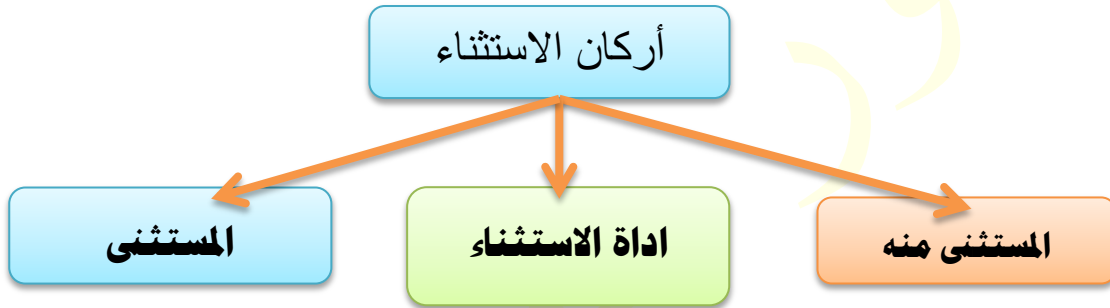 أركان الاستثناء
المستثنى منه
اداة الاستثناء
المستثنى